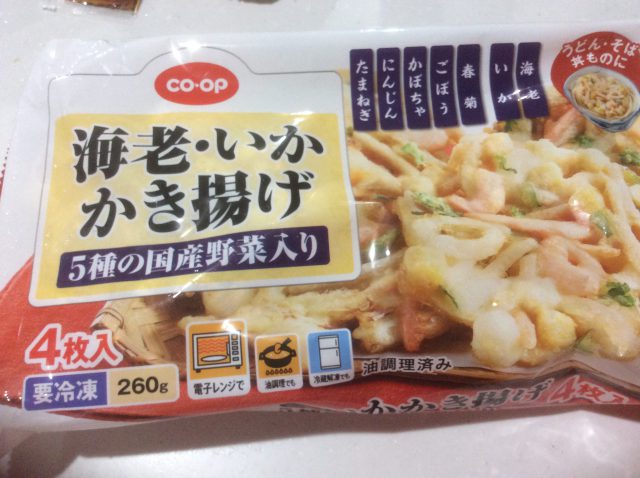 co·op
海老・いか
かき揚げ
5種の国産野菜入り
海老
いか
春菊
ごぼう
かぼちゃ
にんじん
たまねぎ
うどん・そば
丼ものに
4枚入
要冷凍
260g
電子レンジで
油調理でも
冷蔵解凍でも
油調理済み
かき揚げ
4枚入